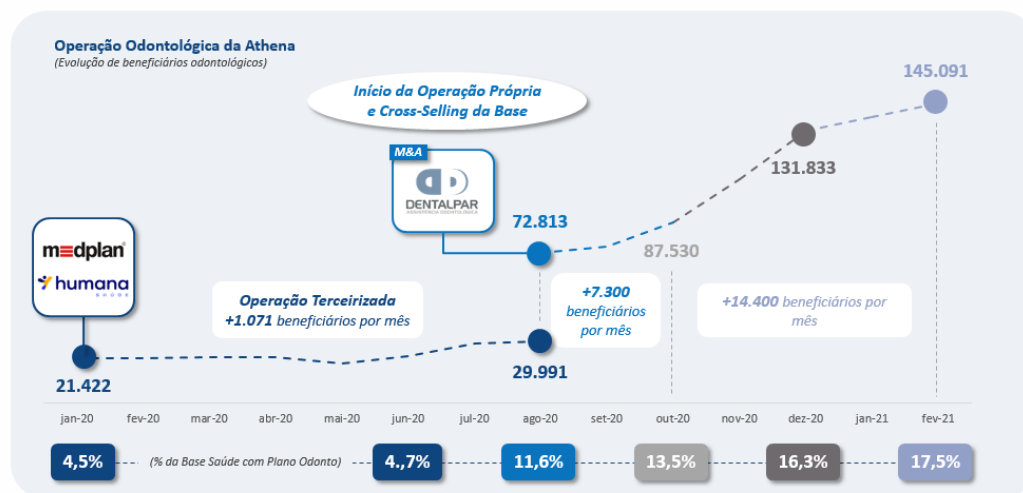 Operação Odontológica da Athena
(Evolução de beneficiários odontológicos)
Início da Operação Própria
e Cross-Selling da Base
M&A
DENTALPAR
ASSISTÊNCIA ODONTOLÓGICA
145.091
131.833
72.813
87.530
medplan
humana
SAÚDE
Operação Terceirizada
+1.071 beneficiários por mês
+7.300
beneficiários
por mês
+14.400 beneficiários por
mês
21.422
29.991
jan-20 fev-20 mar-20 abr-20 mai-20 jun-20 jul-20 ago-20 set-20 out-20 nov-20 dez-20 jan-21 fev-21
4,5% (% da Base Saúde com Plano Odonto) 4.,7% 11,6% 13,5% 16,3% 17,5%